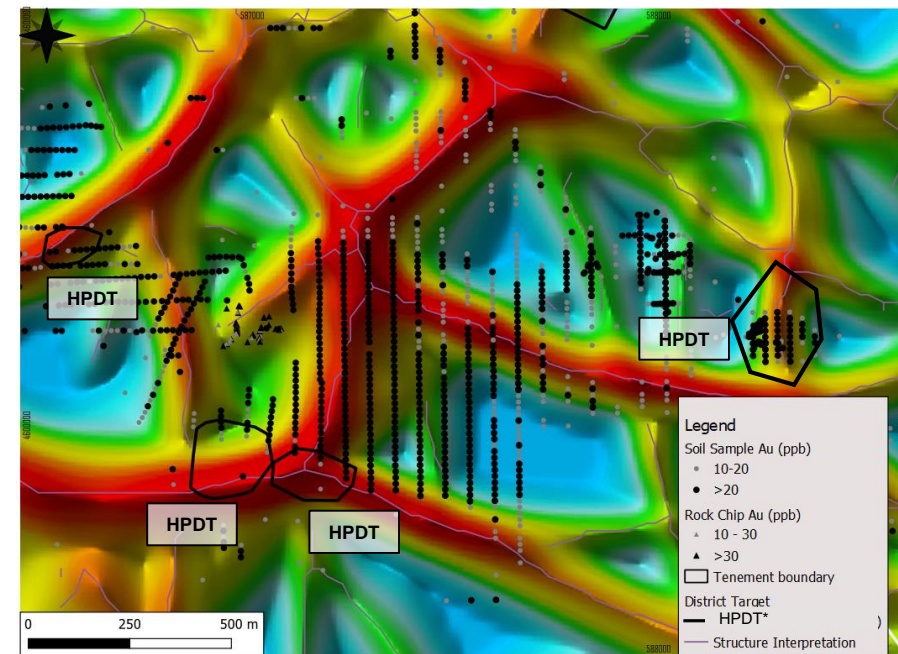 587000
588000
HPDT
HPDT
4600000
HPDT
HPDT
Legend
Soil Sample Au (ppb)
10-20
>20
Rock Chip Au (ppb)
10 - 30
>30
Tenement boundary
District Target
HPDT* )
Structure Interpretation
0 250 500 m
588000